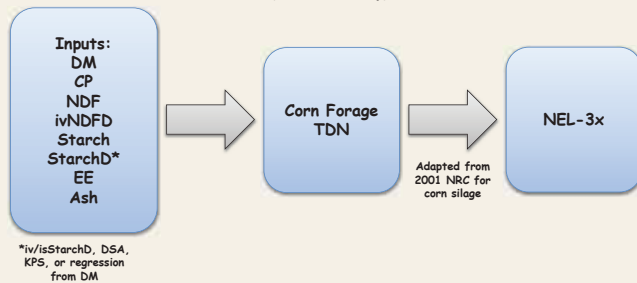 Inputs:
DM
CP
NDF
ivNDFD
Starch
StarchD*
EE
Ash
Corn Forage
TDN
Adapted from
2001 NRC for
corn silage
NEL-3x
*iv/isStarchD, DSA,
KPS, or regression
from DM